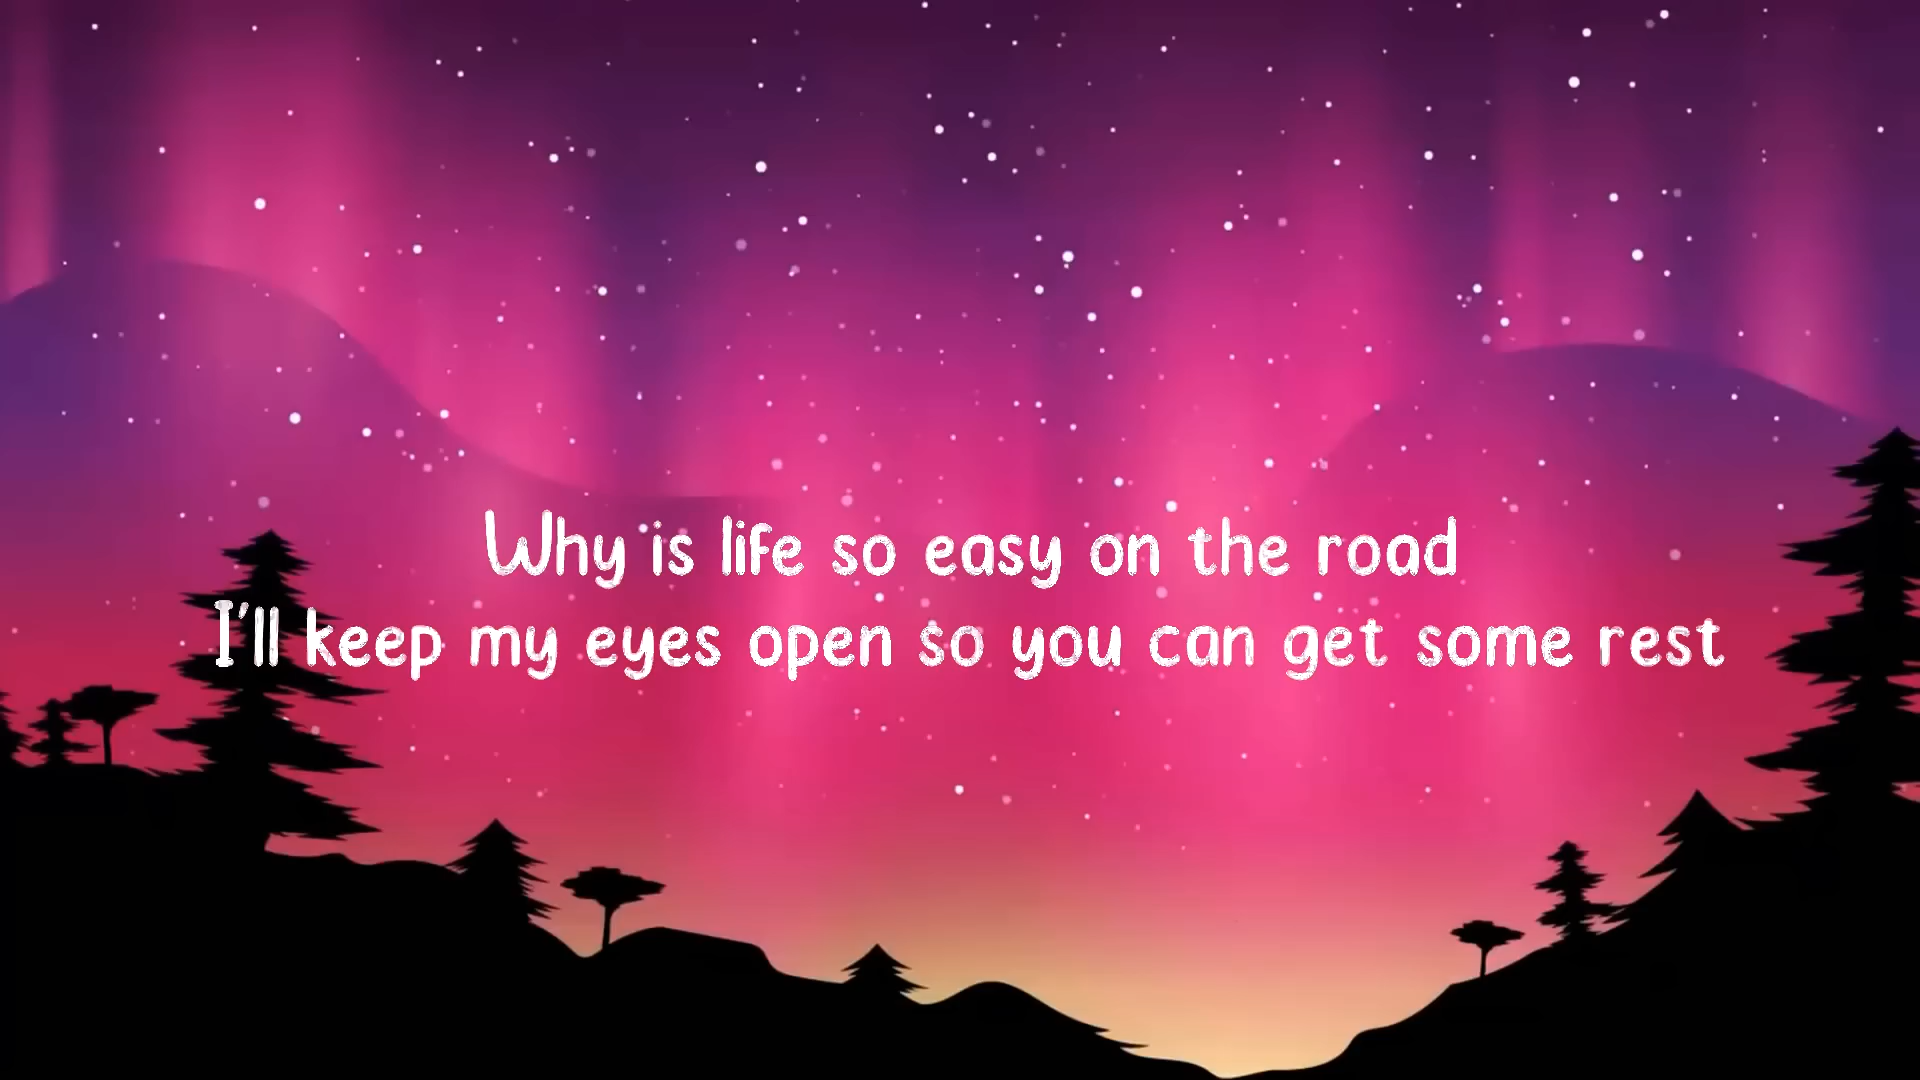 Why is life so easy on the road
I'll keep my eyes open so you can get some rest